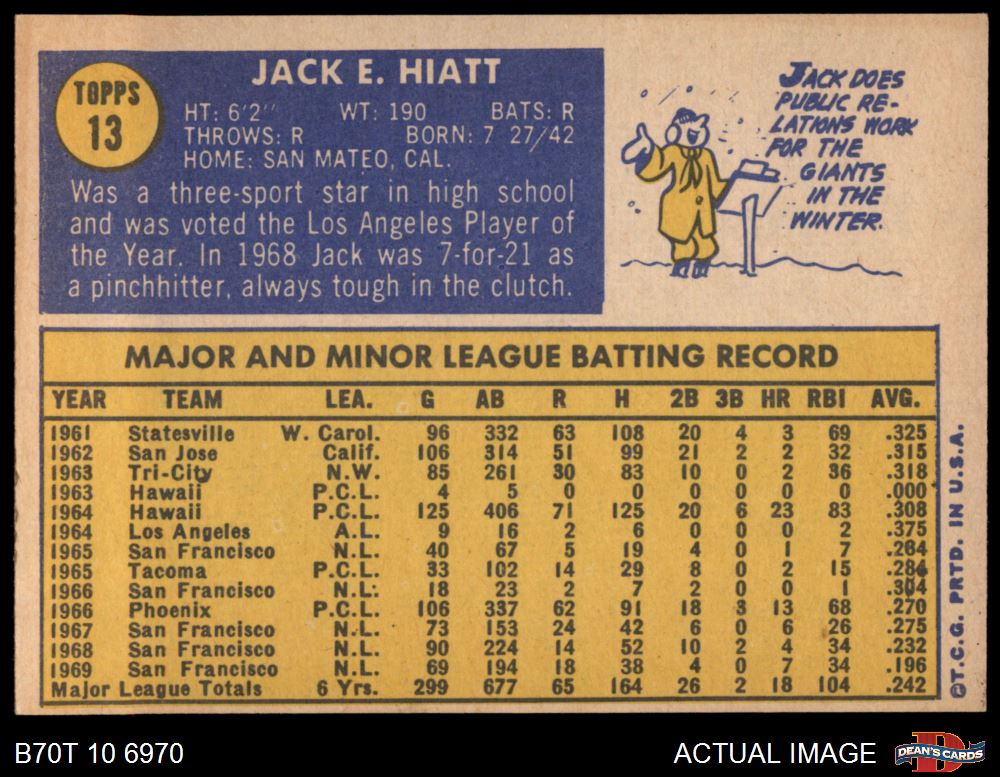 TOPPS
13
JACK E. HIATT
HT: 6'2" WT: 190 BATS: R
THROWS: R BORN: 7 27/42
HOME: SAN MATEO, CAL.
Was a three-sport star in high school
and was voted the Los Angeles Player of
the Year. In 1968 Jack was 7-for-21 as
a pinchhitter, always tough in the clutch.
JACK DOES
PUBLIC RE-
LATIONS WORK
FOR THE
GIANTS
IN THE
WINTER.
MAJOR AND MINOR LEAGUE BATTING RECORD
YEAR TEAM LEA. G AB R H 2B 3B HR RBI AVG.
1961 Statesville W. Carol. 96 332 63 108 20 4 3 69 .325
1962 San Jose Calif. 106 314 51 99 21 2 2 32 .315
1963 Tri-City N.W. 85 261 30 83 10 0 2 36 .318
1963 Hawaii P.C.L. 4 5 0 0 0 0 0 0 .000
1964 Hawaii P.C.L. 125 406 71 125 20 6 23 83 .308
1964 Los Angeles A.L. 9 16 2 6 0 0 0 2 .375
1965 San Francisco N.L. 40 67 5 19 4 0 1 7 .284
1965 Tacoma P.C.L. 33 102 14 29 8 0 2 15 .284
1966 San Francisco N.L. 18 23 2 7 2 0 0 1 .304
1966 Phoenix P.C.L. 106 337 62 91 18 3 13 68 .270
1967 San Francisco N.L. 73 153 24 42 6 0 6 26 .275
1968 San Francisco N.L. 90 224 14 52 10 2 4 34 .232
1969 San Francisco N.L. 69 194 18 38 4 0 7 34 .196
Major League Totals 6 Yrs. 299 677 65 164 26 2 18 104 .242
©T.C.G. PRTD. IN U.S.A.
B70T 10 6970
ACTUAL IMAGE
DEAN'S CARDS